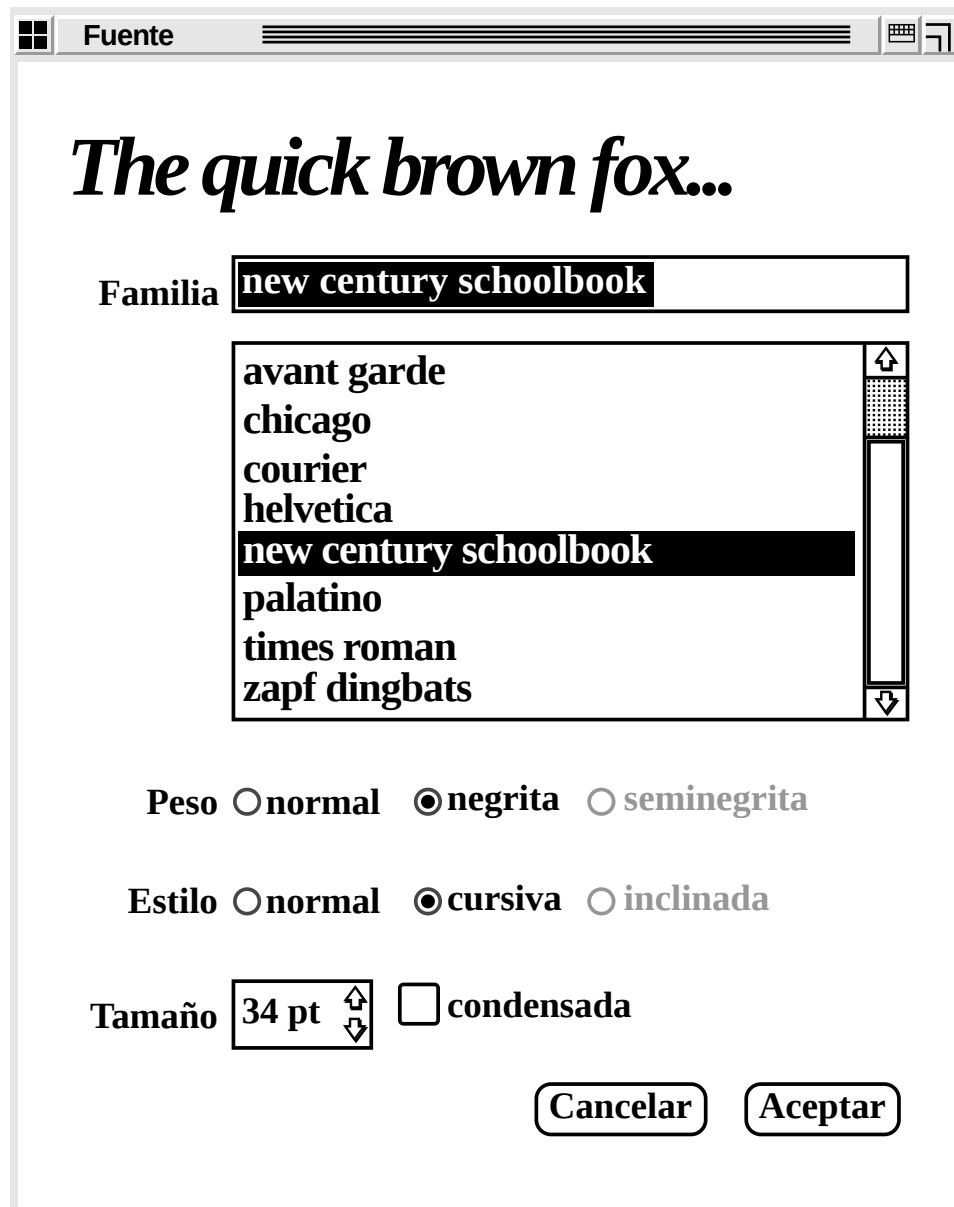 Fuente
The quick brown fox...
Familia new century schoolbook
avant garde
chicago
courier
helvetica
new century schoolbook
palatino
times roman
zapf dingbats
Peso normal negrita seminegrita
Estilo normal cursiva inclinada
Tamaño 34 pt condensada
Cancelar Aceptar